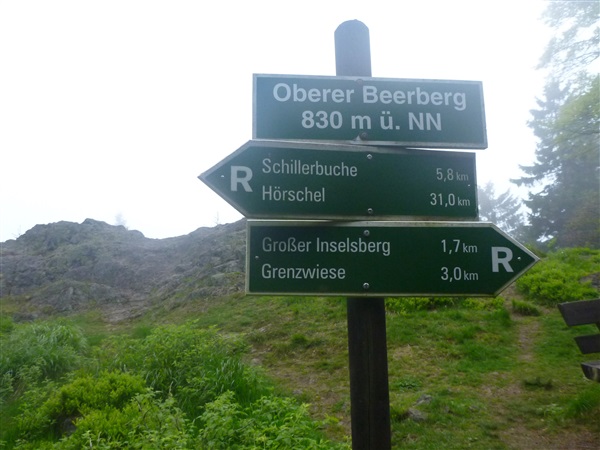 Oberer Beerberg
830 m ü. NN
R Schillerbuche 5,8 km
Hörschel 31,0 km
Großer Inselsberg 1,7 km R
Grenzwiese 3,0 km